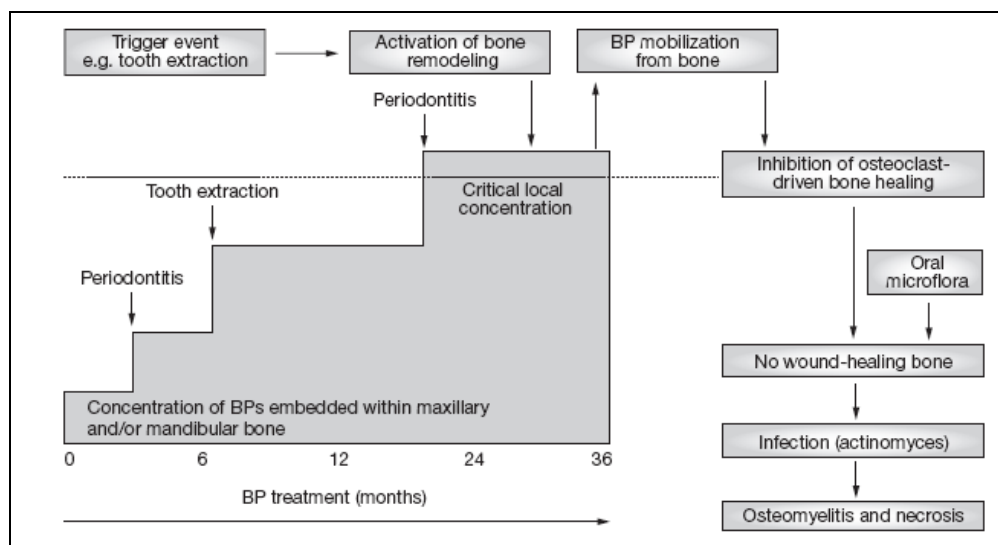 Trigger event
e.g. tooth extraction
Activation of bone
remodeling
BP mobilization
from bone
Periodontitis
Inhibition of osteoclast-
driven bone healing
Tooth extraction
Critical local
concentration
Periodontitis
Oral
microflora
No wound-healing bone
Concentration of BPs embedded within maxillary
and/or mandibular bone
Infection (actinomyces)
0 6 12 24 36
BP treatment (months)
Osteomyelitis and necrosis